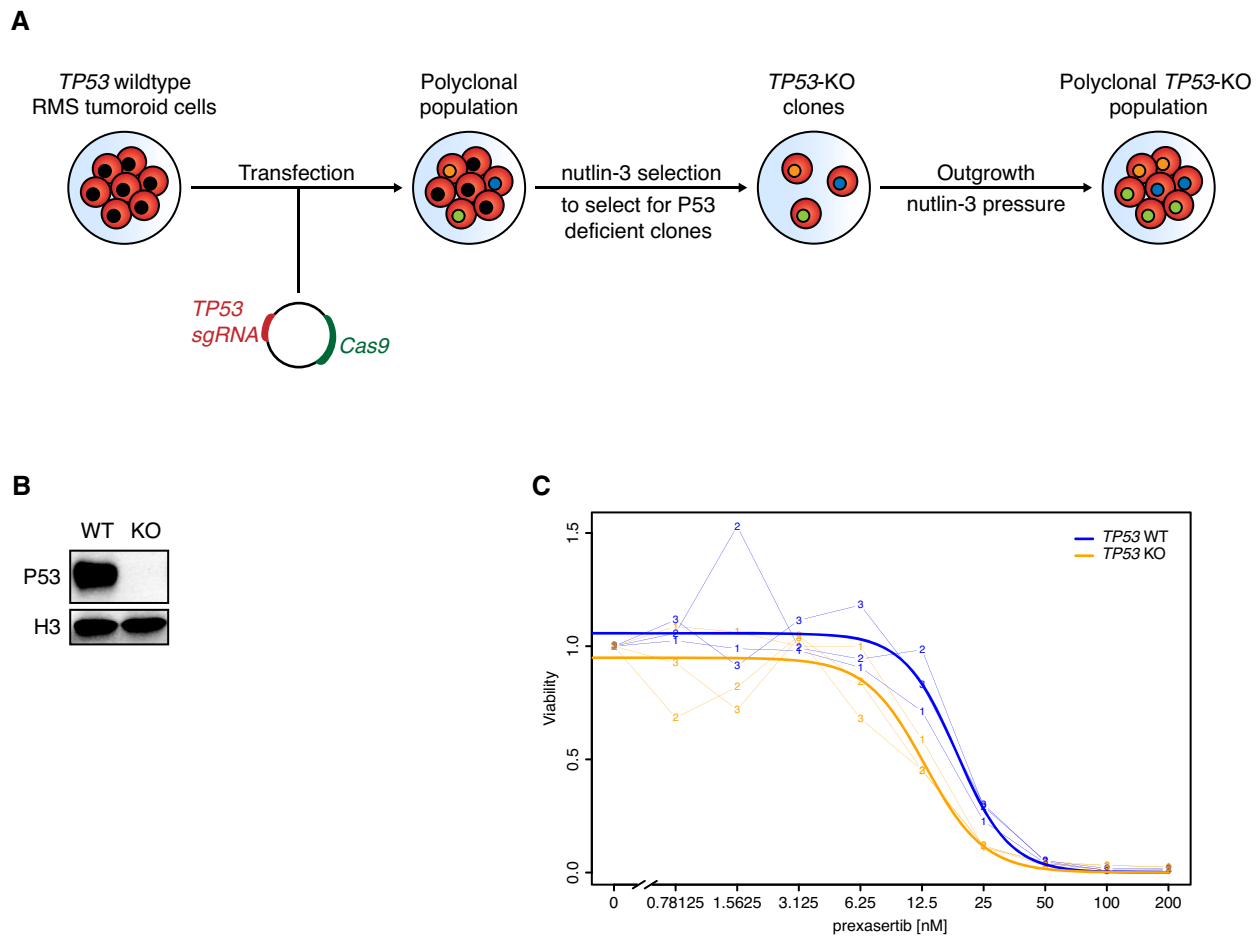 A
TP53 wildtype
RMS tumoroid cells
Transfection
TP53
sgRNA
Cas9
Polyclonal
population
nutlin-3 selection
to select for P53
deficient clones
TP53-KO
clones
Outgrowth
nutlin-3 pressure
Polyclonal TP53-KO
population
B
WT KO
P53
H3
C
TP53 WT
TP53 KO
Viability
1.5
1.0
0.5
0.0
0 0.78125 1.5625 3.125 6.25 12.5 25 50 100 200
prexasertib [nM]